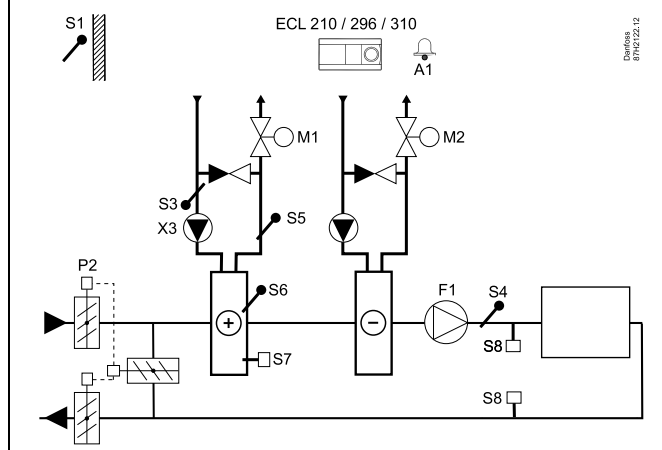 S1
ECL 210 / 296 / 310
A1
Danfoss
87H2122.12
M1
M2
S3
X3
S5
P2
S6
F1
S4
+
−
S8
S7
S8